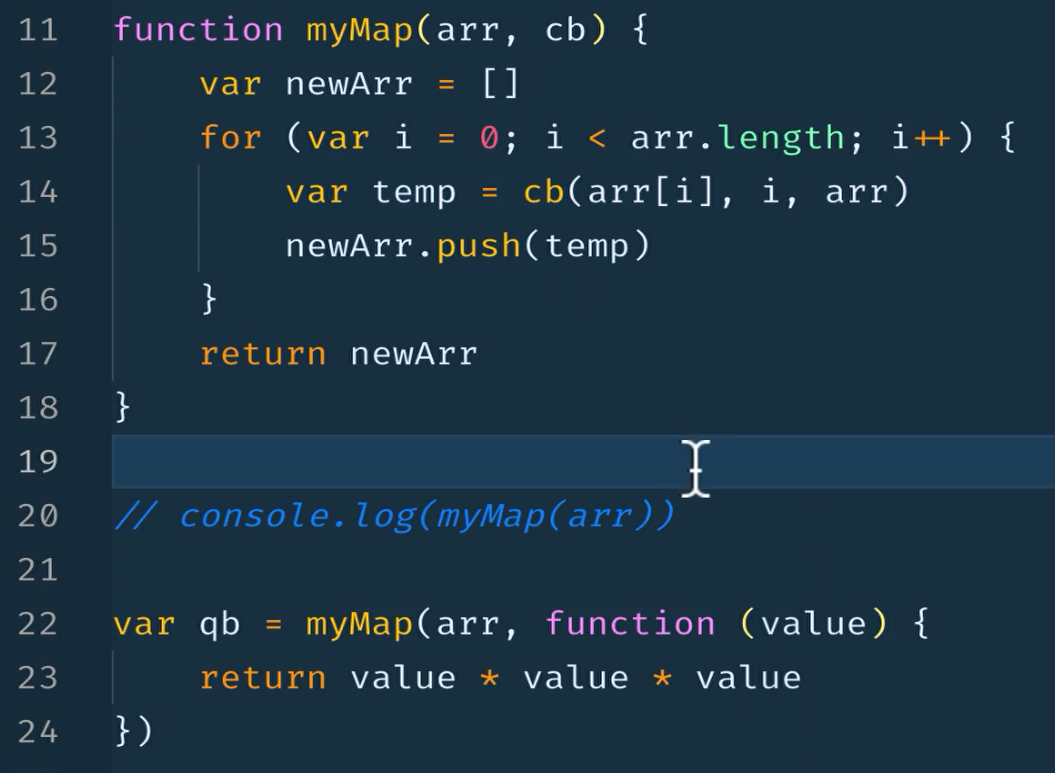 11 function myMap(arr, cb) {
12     var newArr = []
13     for (var i = 0; i < arr.length; i++) {
14         var temp = cb(arr[i], i, arr)
15         newArr.push(temp)
16     }
17     return newArr
18 }
19
20 // console.log(myMap(arr))
21
22 var qb = myMap(arr, function (value) {
23     return value * value * value
24 })